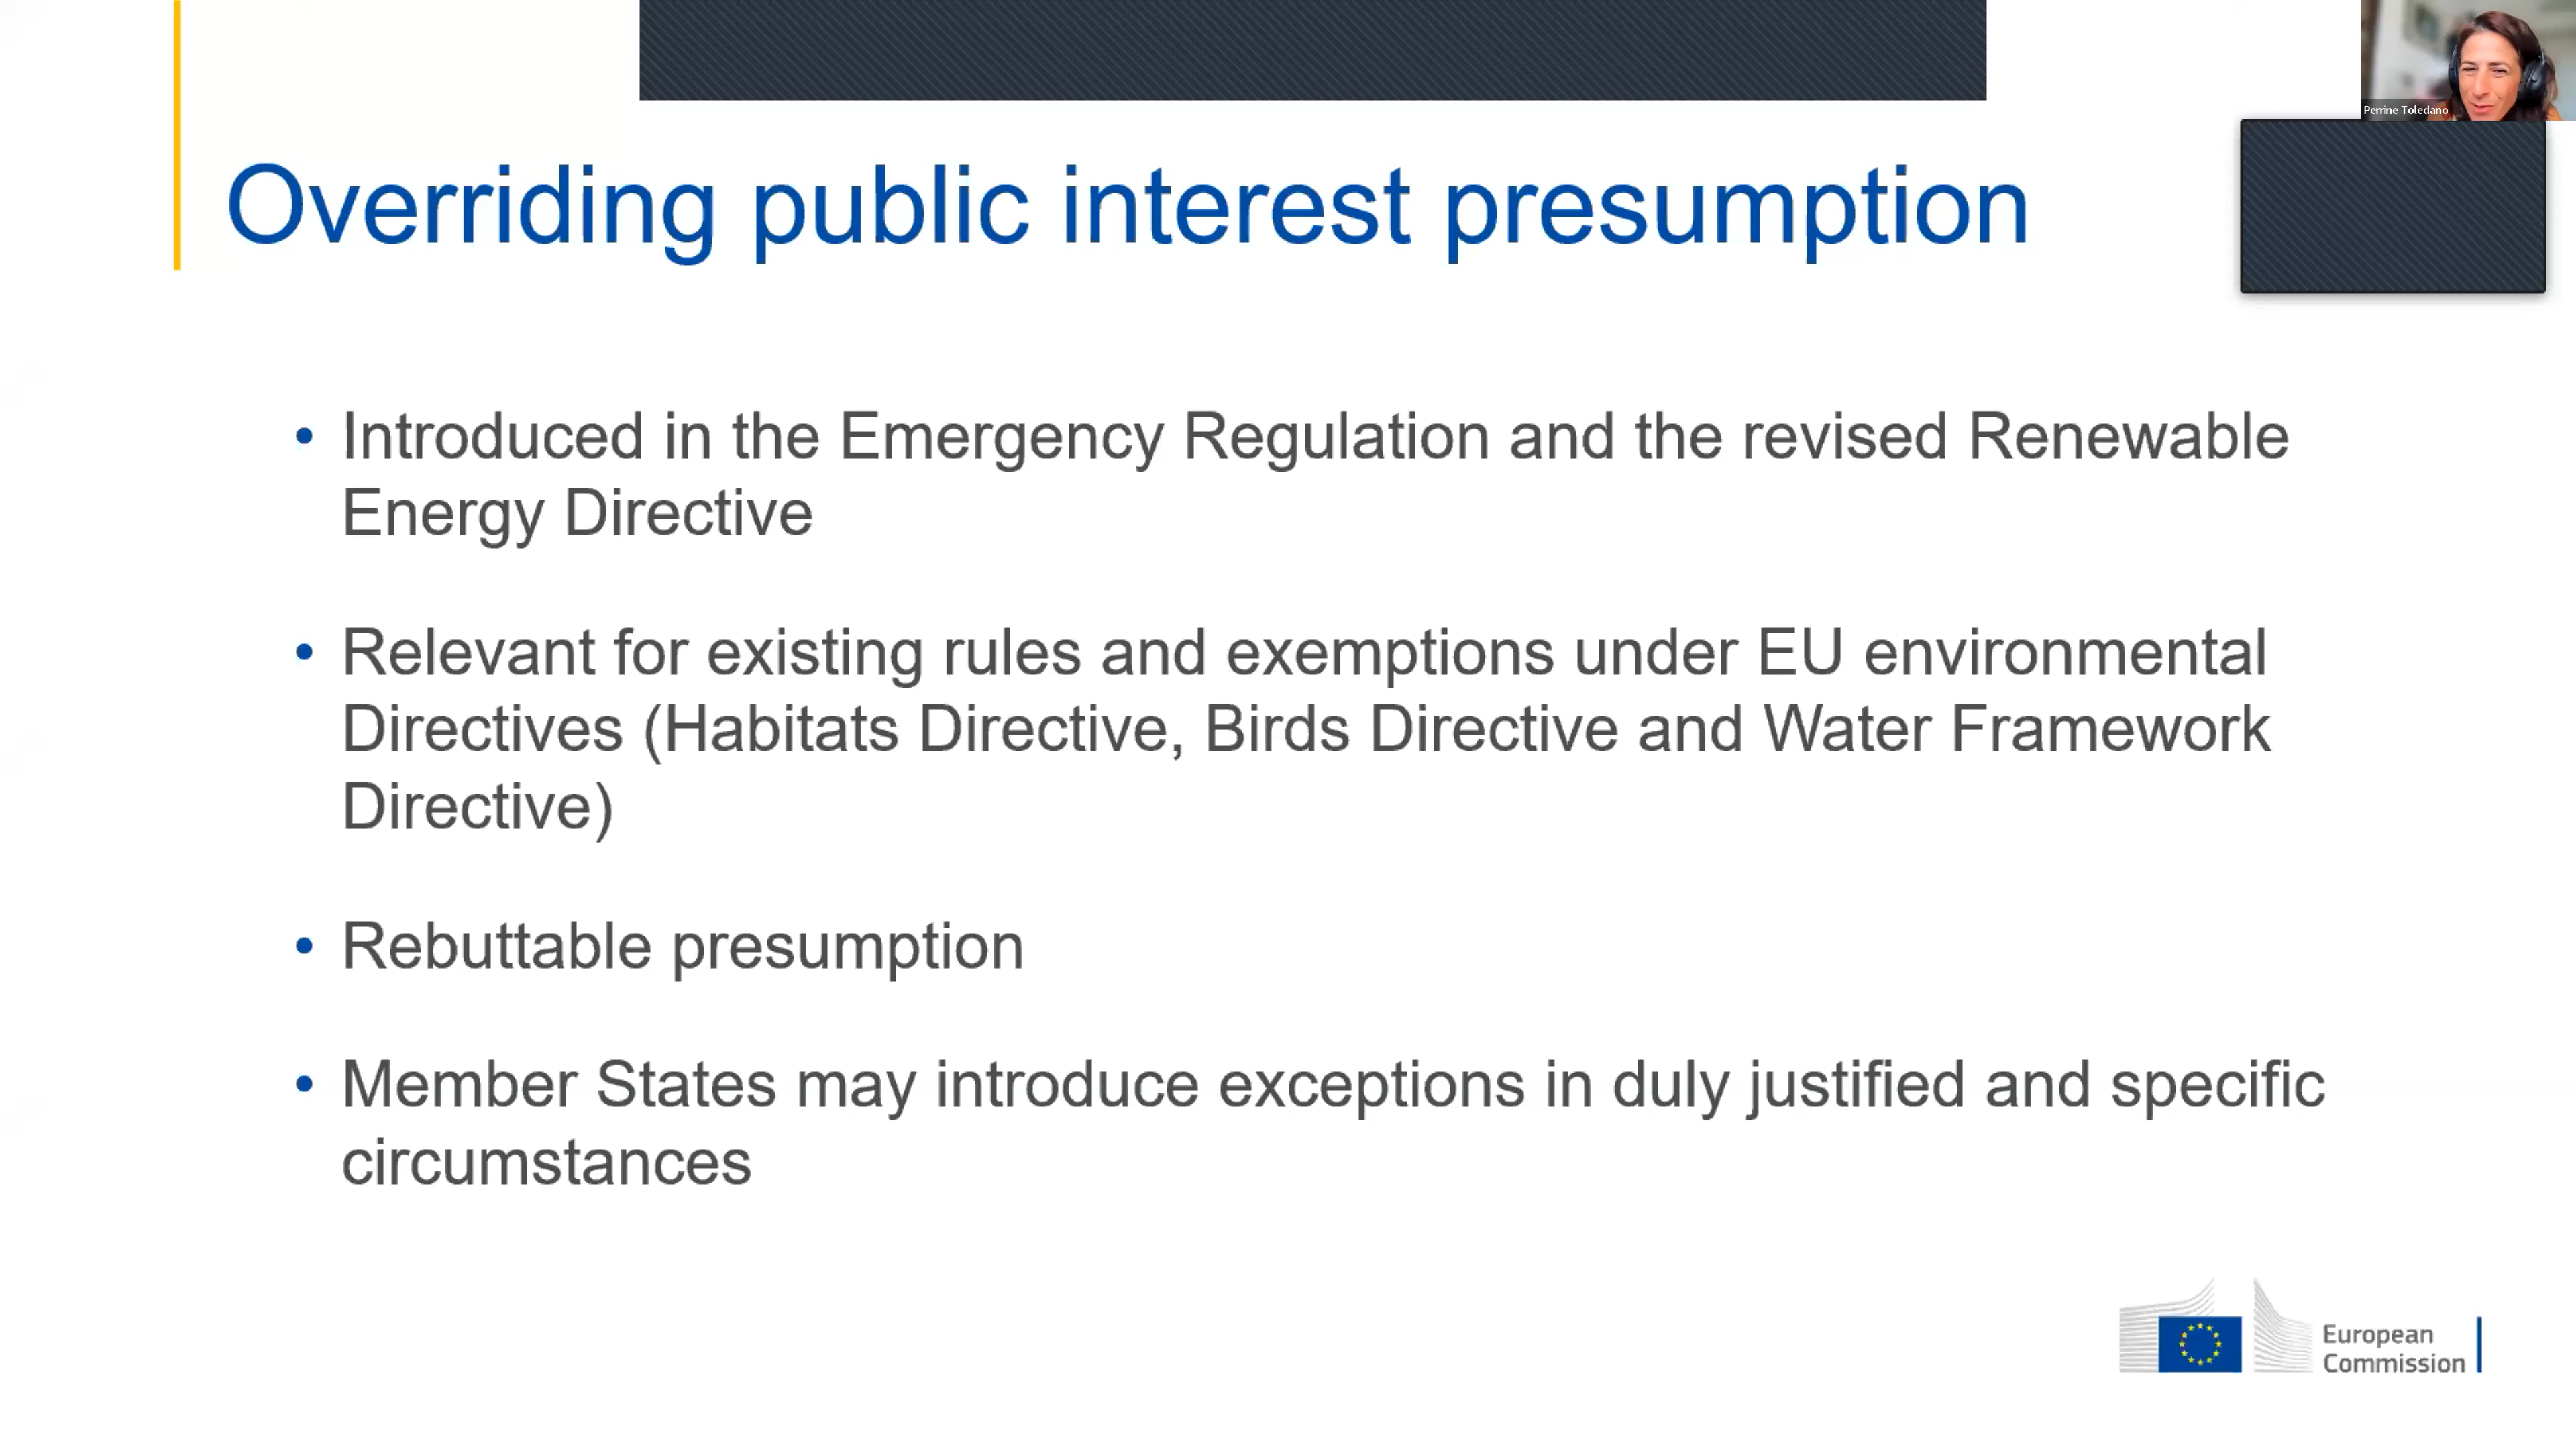 Perrine Toledano
Overriding public interest presumption
• Introduced in the Emergency Regulation and the revised Renewable
Energy Directive
• Relevant for existing rules and exemptions under EU environmental
Directives (Habitats Directive, Birds Directive and Water Framework
Directive)
• Rebuttable presumption
• Member States may introduce exceptions in duly justified and specific
circumstances
European
Commission